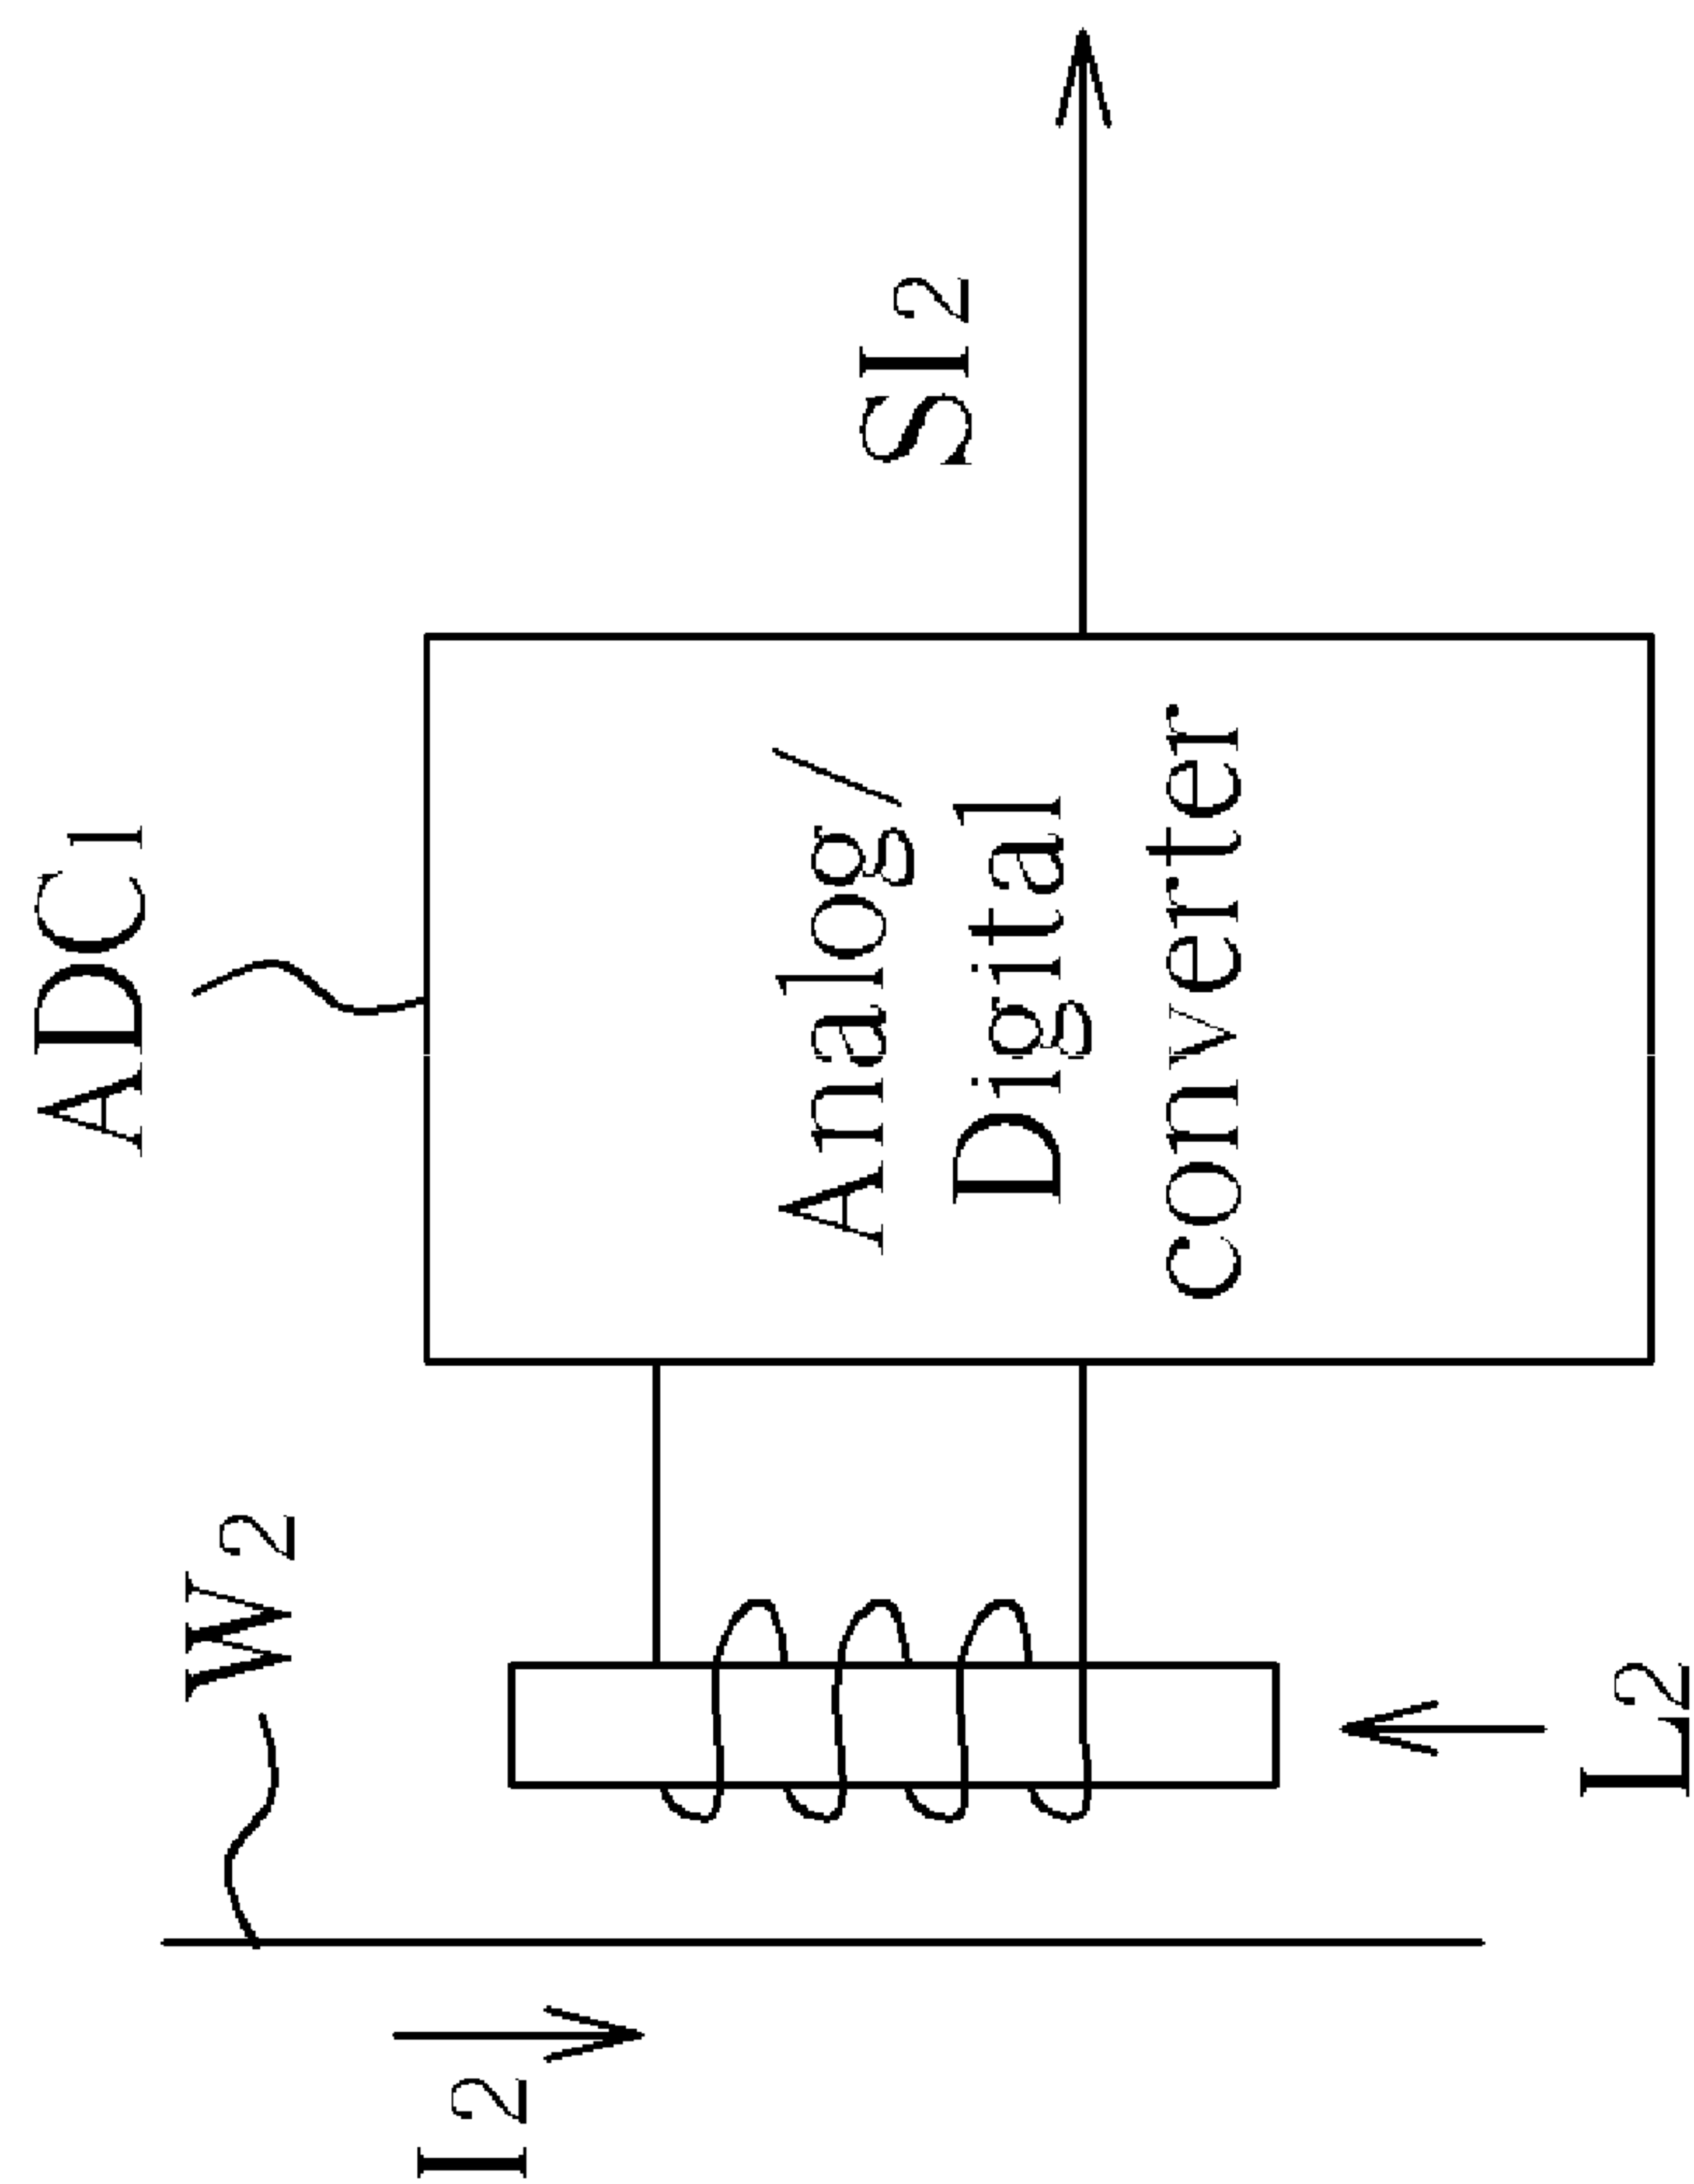 ADC1
W2
I2
Analog/
Digital
converter
SI2
L2